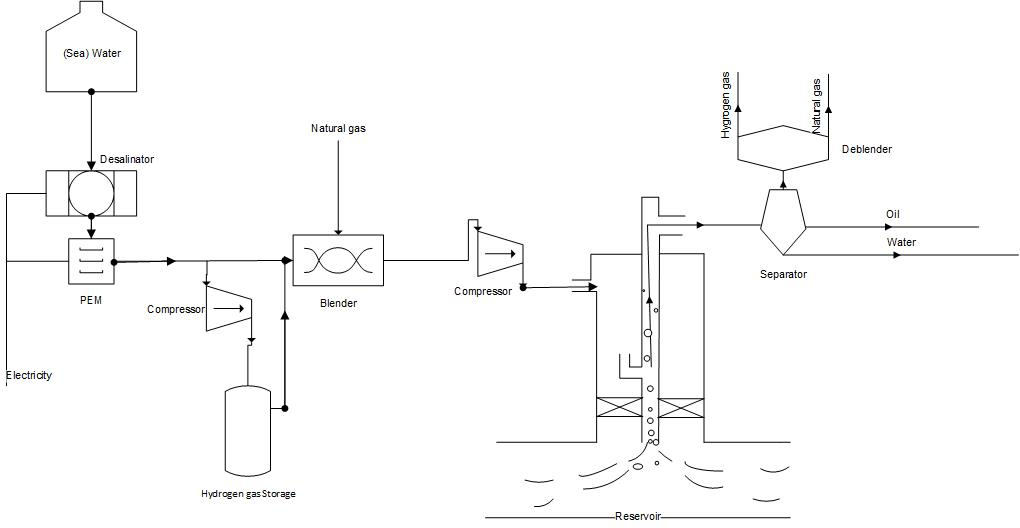 (Sea) Water
Desalinator
PEM
Electricity
Compressor
Hydrogen gas Storage
Natural gas
Blender
Compressor
Hygrogen gas
Natural gas
Deblender
Oil
Water
Separator
Reservoir